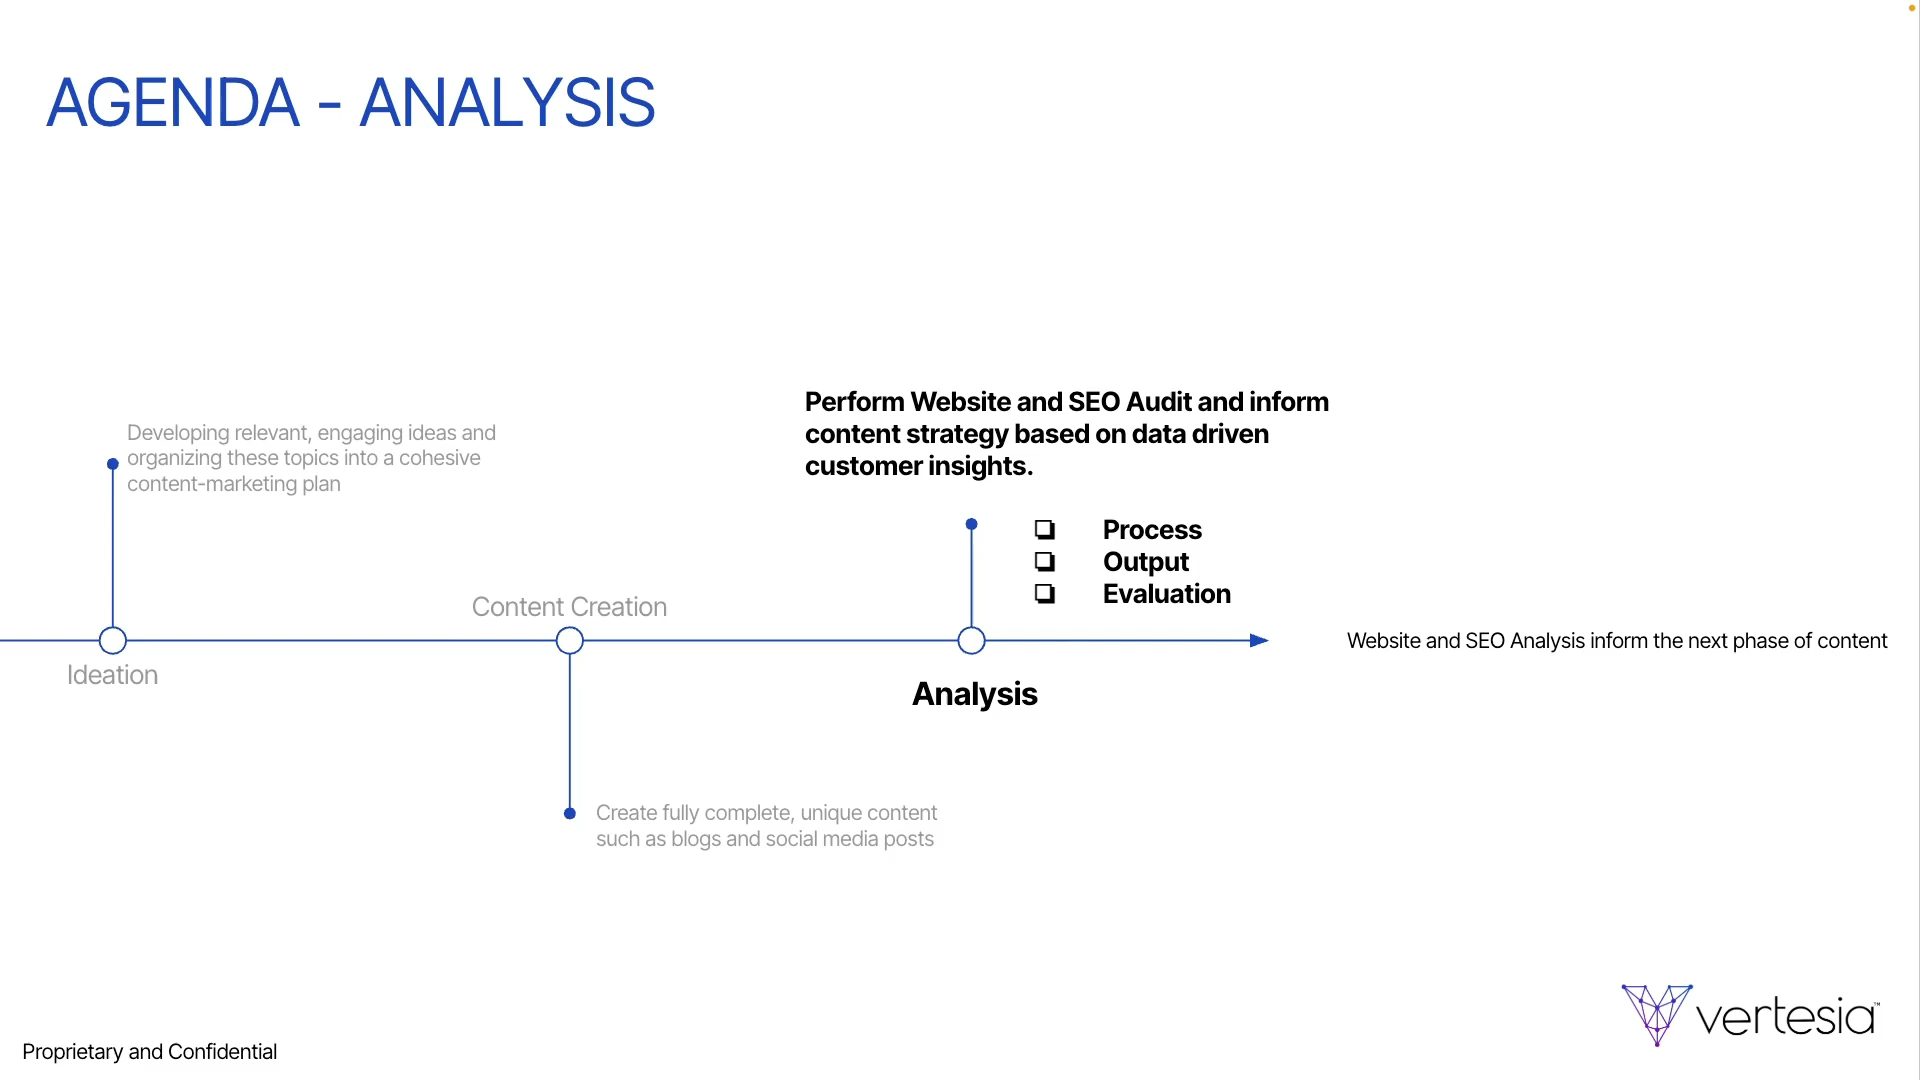 AGENDA - ANALYSIS
Developing relevant, engaging ideas and
organizing these topics into a cohesive
content-marketing plan
Ideation
Content Creation
Create fully complete, unique content
such as blogs and social media posts
Perform Website and SEO Audit and inform
content strategy based on data driven
customer insights.
❏ Process
❏ Output
❏ Evaluation
Analysis
Website and SEO Analysis inform the next phase of content
Proprietary and Confidential
vertesia™